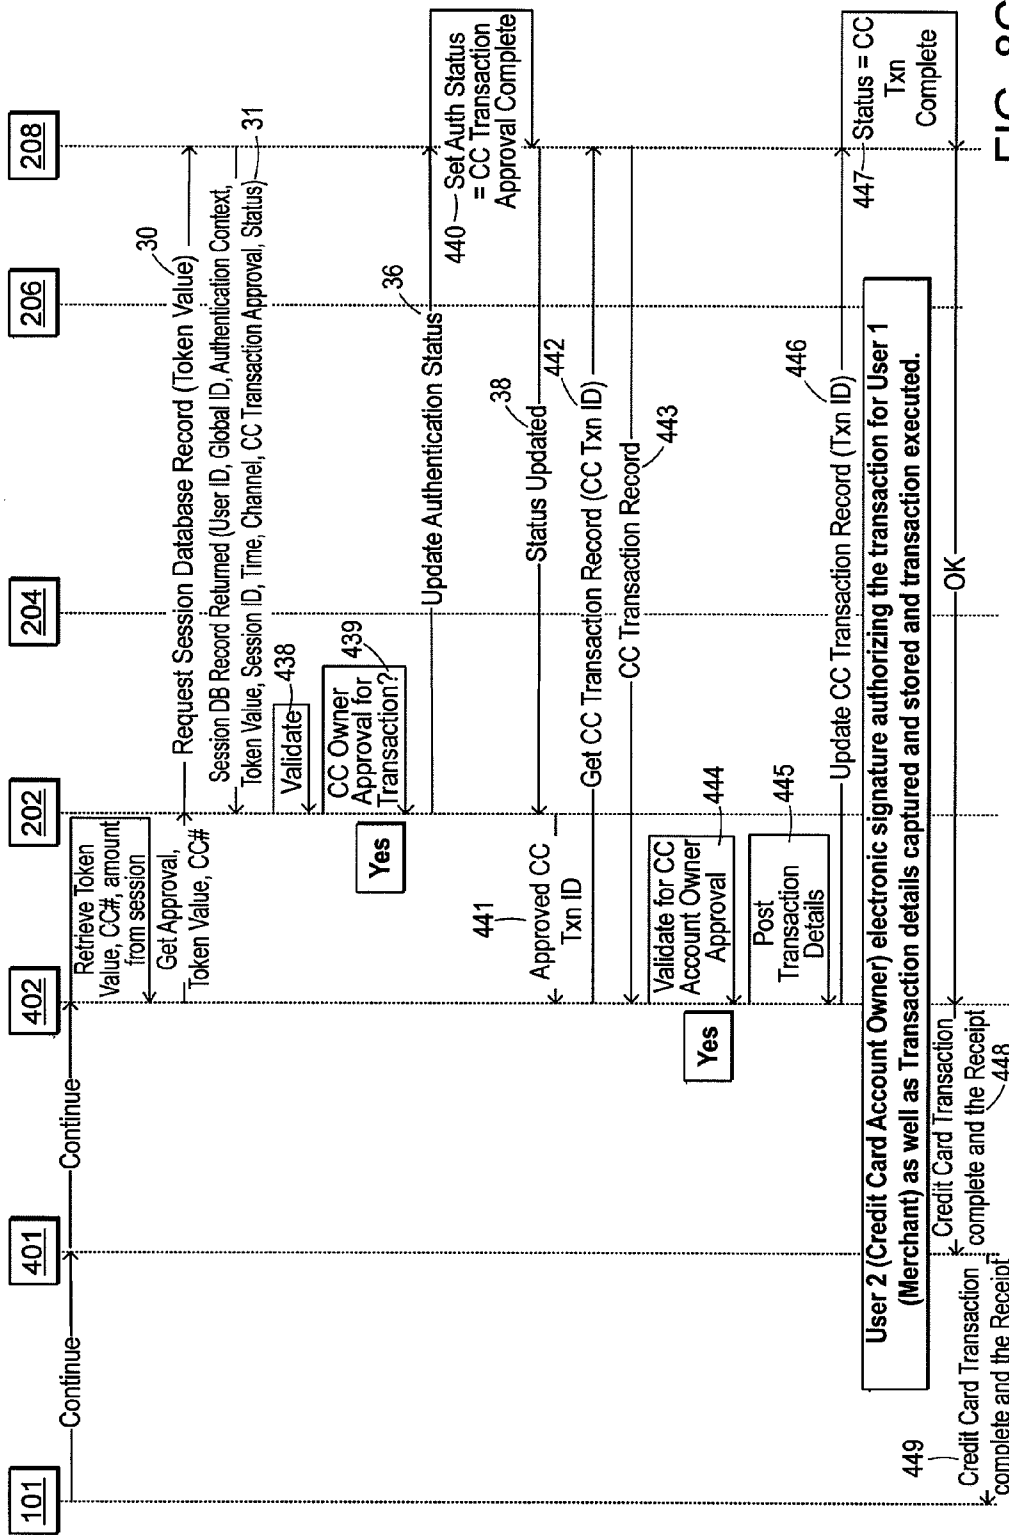 101
401
402
202
204
206
208
Continue
Continue
Retrieve Token
Value, CC#, amount
from session
Get Approval,
Token Value, CC#
Request Session Database Record (Token Value)
30
Session DB Record Returned (User ID, Global ID, Authentication Context,
Token Value, Session ID, Time, Channel, CC Transaction Approval, Status)
31
Validate
438
CC Owner
Approval for
Transaction?
439
Yes
Update Authentication Status
36
440
Set Auth Status
= CC Transaction
Approval Complete
Status Updated
38
441
Approved CC
Txn ID
Get CC Transaction Record (CC Txn ID)
442
CC Transaction Record
443
Validate for CC
Account Owner
Approval
444
Yes
Post
Transaction
Details
445
Update CC Transaction Record (Txn ID)
446
447
Status = CC
Txn
Complete
User 2 (Credit Card Account Owner) electronic signature authorizing the transaction for User 1
(Merchant) as well as Transaction details captured and stored and transaction executed.
OK
Credit Card Transaction
complete and the Receipt
448
449
Credit Card Transaction
complete and the Receipt
FIG.